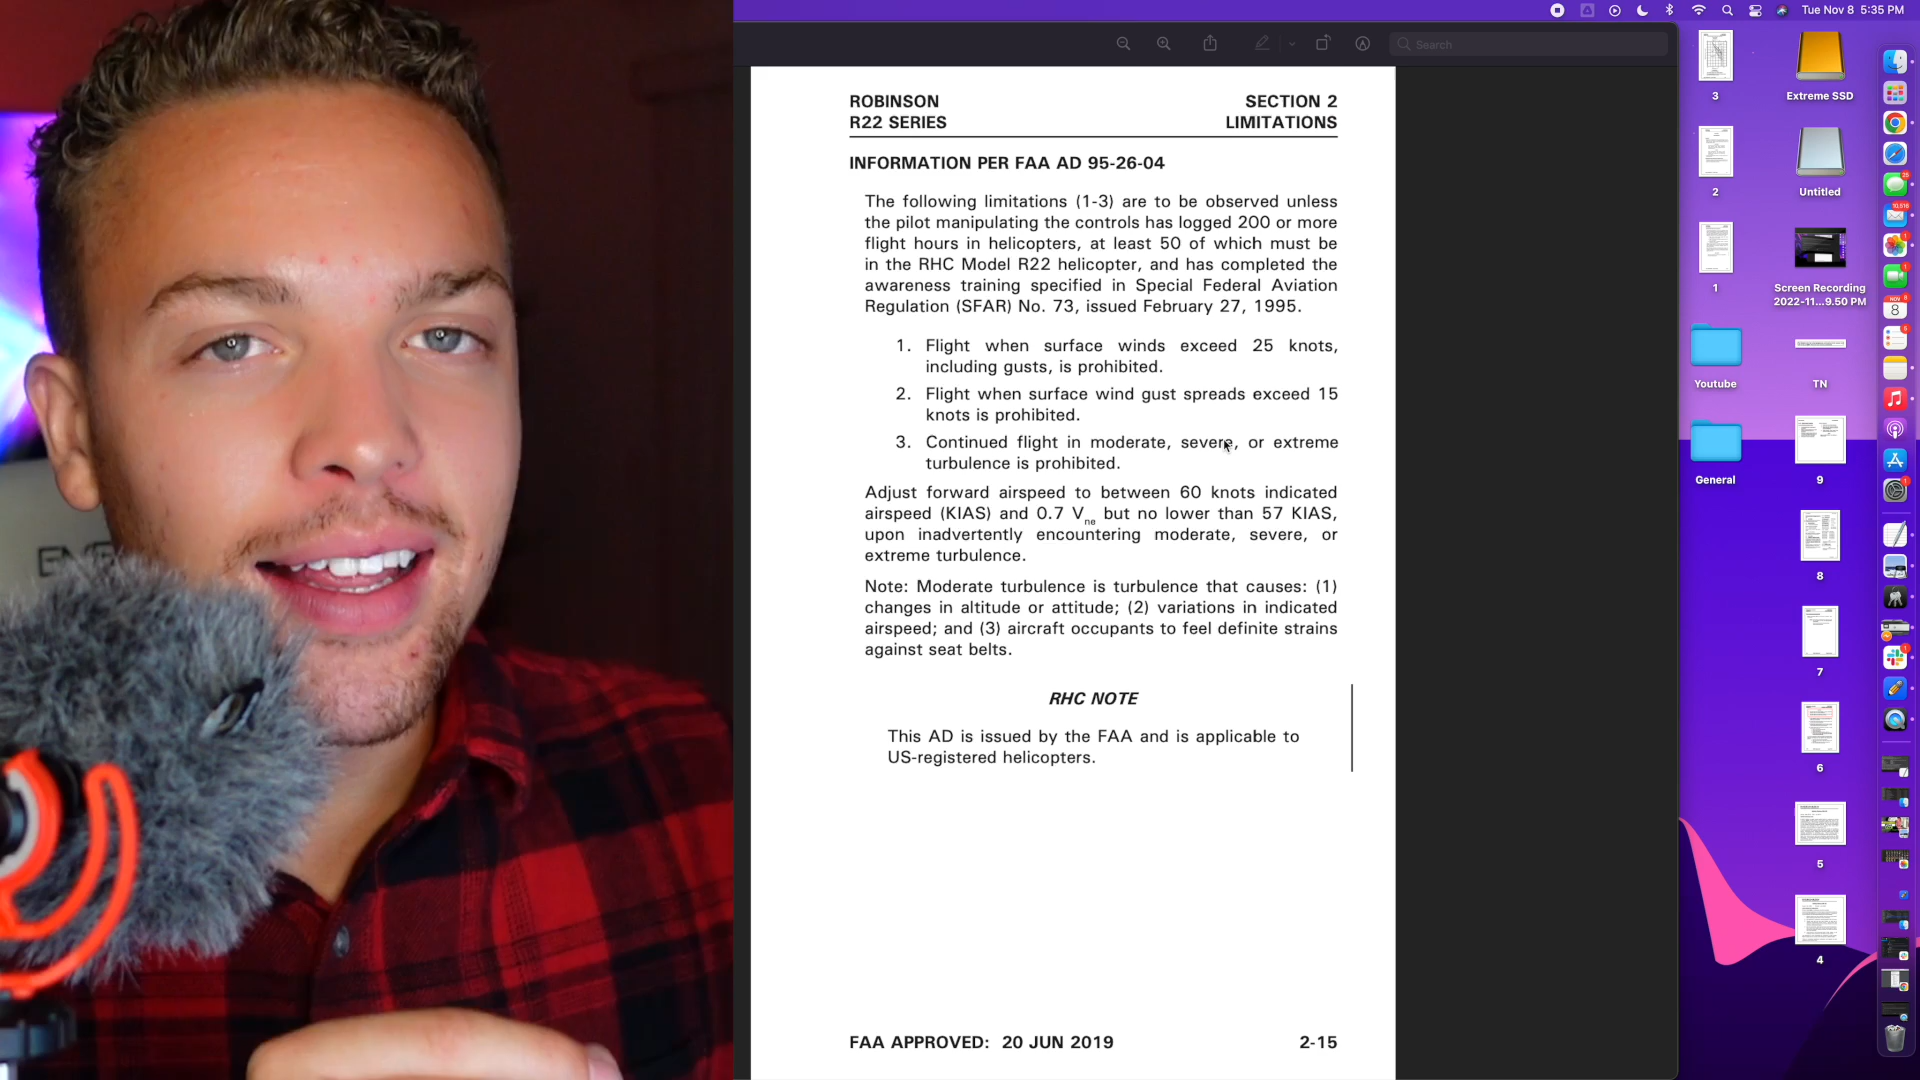 Tue Nov 8 5:35 PM
Search
ROBINSON
R22 SERIES
SECTION 2
LIMITATIONS
INFORMATION PER FAA AD 95-26-04
The following limitations (1-3) are to be observed unless
the pilot manipulating the controls has logged 200 or more
flight hours in helicopters, at least 50 of which must be
in the RHC Model R22 helicopter, and has completed the
awareness training specified in Special Federal Aviation
Regulation (SFAR) No. 73, issued February 27, 1995.
1. Flight when surface winds exceed 25 knots,
including gusts, is prohibited.
2. Flight when surface wind gust spreads exceed 15
knots is prohibited.
3. Continued flight in moderate, severe, or extreme
turbulence is prohibited.
Adjust forward airspeed to between 60 knots indicated
airspeed (KIAS) and 0.7 Vne but no lower than 57 KIAS,
upon inadvertently encountering moderate, severe, or
extreme turbulence.
Note: Moderate turbulence is turbulence that causes: (1)
changes in altitude or attitude; (2) variations in indicated
airspeed; and (3) aircraft occupants to feel definite strains
against seat belts.
RHC NOTE
This AD is issued by the FAA and is applicable to
US-registered helicopters.
FAA APPROVED: 20 JUN 2019
2-15
3
Extreme SSD
2
Untitled
1
Screen Recording
2022-11...9.50 PM
Youtube
TN
General
9
8
7
6
5
4